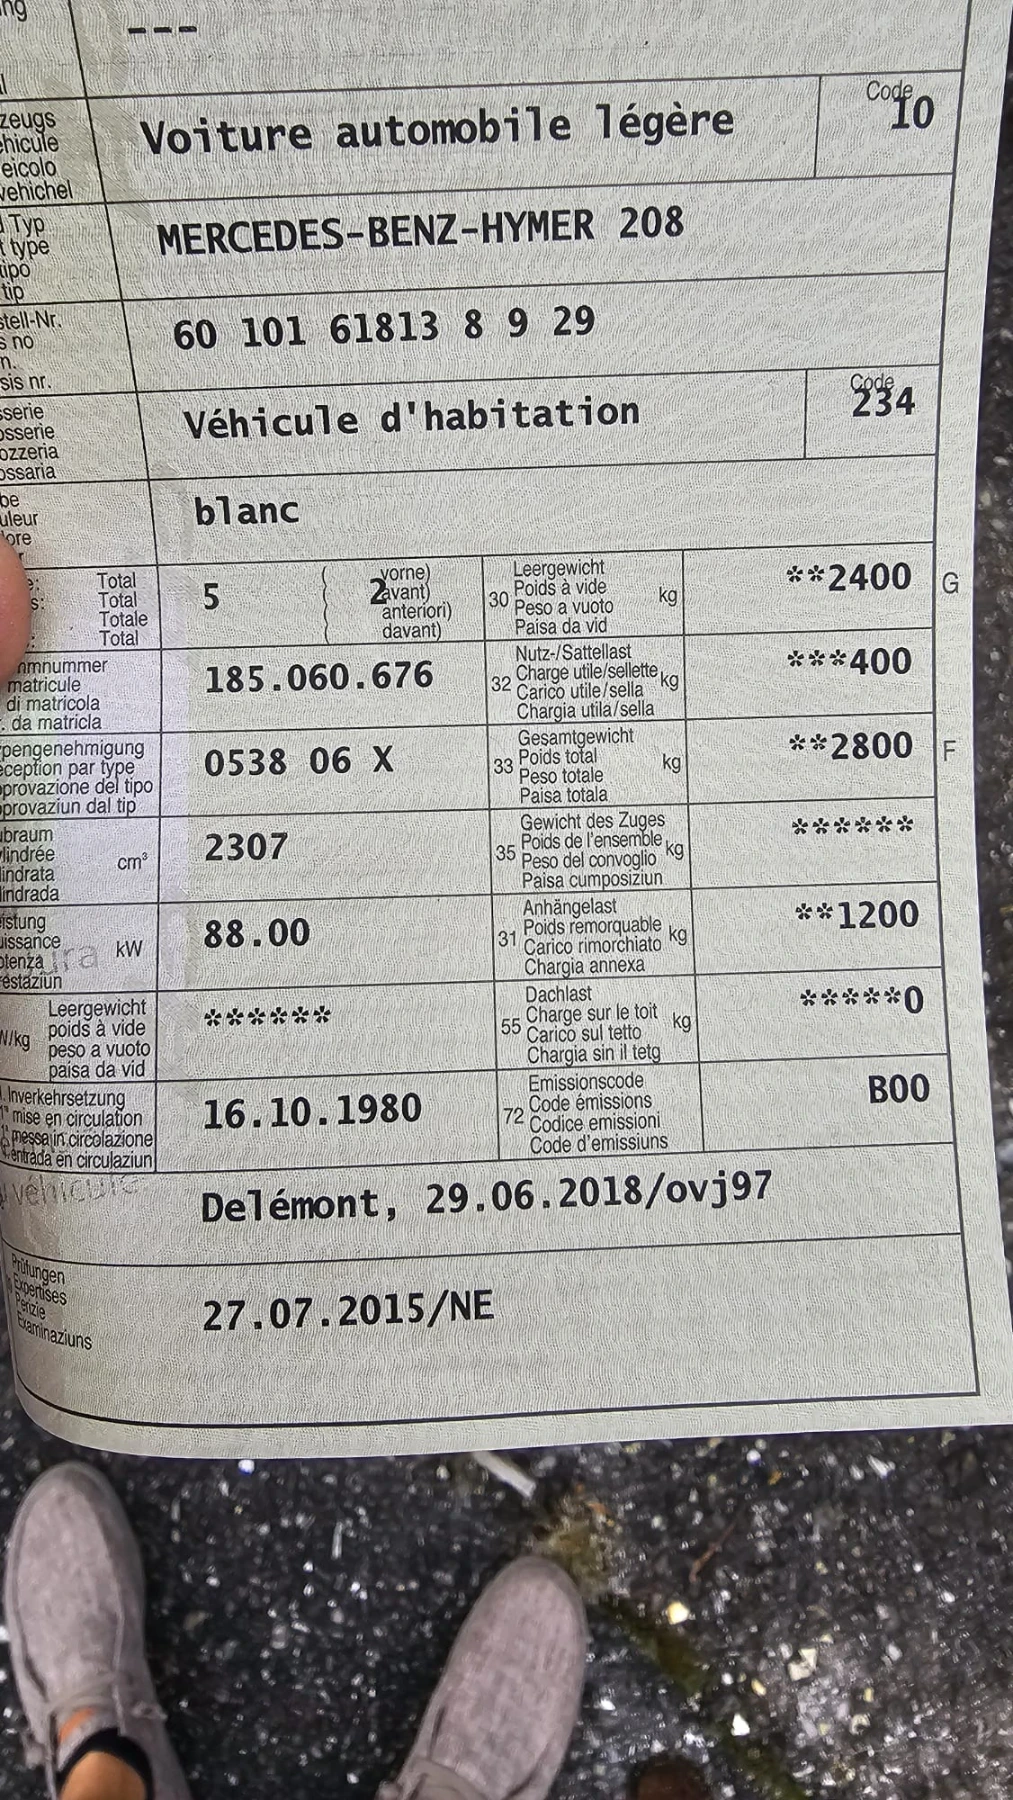 ng
---
l
zeugs
éhicule
eicolo
vehichel
Voiture automobile légère
Code
10
Typ
t type
tipo
tip
MERCEDES-BENZ-HYMER 208
stell-Nr.
s no
n.
sis nr.
60 101 61813 8 9 29
sserie
osserie
ozzeria
ossaria
Véhicule d'habitation
Code
234
be
uleur
lore
r
blanc
e: Total
s: Total
Totale
: Total
5
2
vorne)
avant)
anteriori)
davant)
30
Leergewicht
Poids à vide
Peso a vuoto
Paisa da vid
kg
**2400
G
mmnummer
matricule
di matricola
. da matricla
185.060.676
32
Nutz-/Sattellast
Charge utile/sellette
Carico utile/sella
Chargia utila/sella
kg
***400
pengenehmigung
ception par type
provazione del tipo
provaziun dal tip
0538 06 X
33
Gesamtgewicht
Poids total
Peso totale
Paisa totala
kg
**2800
F
ubraum
lindrée
lindrata
lindrada
cm³
2307
35
Gewicht des Zuges
Poids de l'ensemble
Peso del convoglio
Paisa cumposiziun
kg
******
eistung
uissance
otenza
restaziun
kW
88.00
31
Anhängelast
Poids remorquable
Carico rimorchiato
Chargia annexa
kg
**1200
/kg
Leergewicht
poids à vide
peso a vuoto
paisa da vid
******
55
Dachlast
Charge sur le toit
Carico sul tetto
Chargia sin il tetg
kg
*****0
. Inverkehrsetzung
1re mise en circulation
messa in circolazione
entrada en circulaziun
16.10.1980
72
Emissionscode
Code émissions
Codice emissioni
Code d'emissiuns
B00
véhicule
Delémont, 29.06.2018/ovj97
Prüfungen
Expertises
Perizie
Examinaziuns
27.07.2015/NE